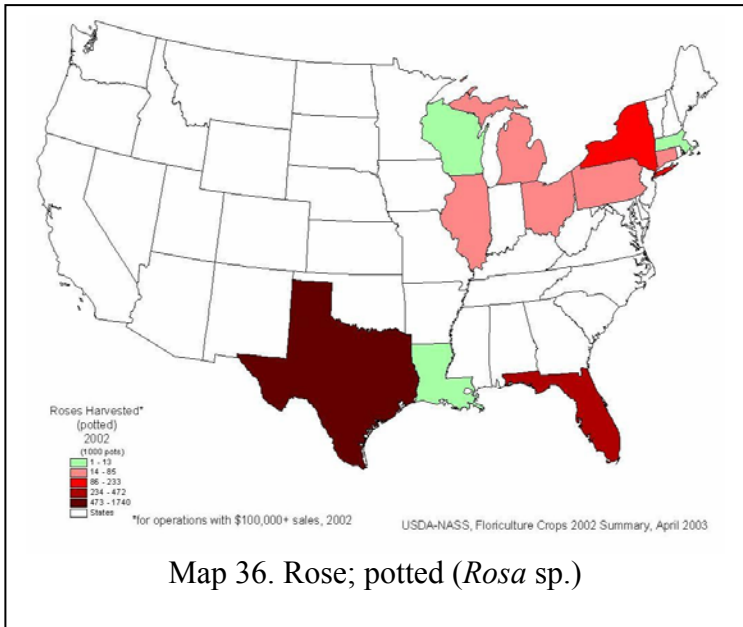 Roses Harvested*
(potted)
2002
(1000 pots)
1 - 13
14 - 85
86 - 233
234 - 472
473 - 1740
States
*for operations with $100,000+ sales, 2002
USDA-NASS, Floriculture Crops 2002 Summary, April 2003
Map 36. Rose; potted (Rosa sp.)